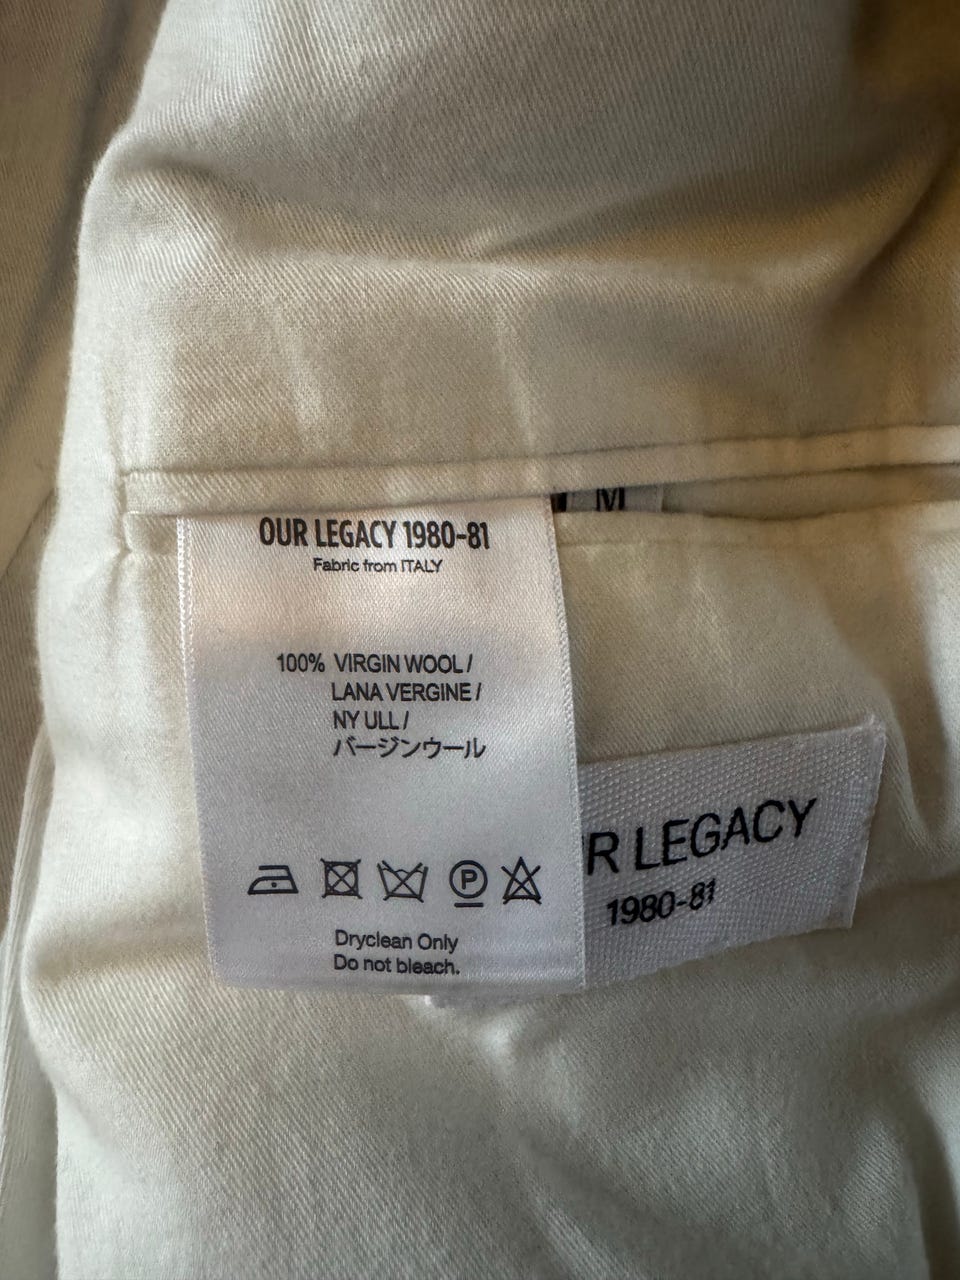 M
OUR LEGACY 1980-81
Fabric from ITALY
100% VIRGIN WOOL /
LANA VERGINE /
NY ULL /
バージンウール
P
Dryclean Only
Do not bleach.
LEGACY
1980-81